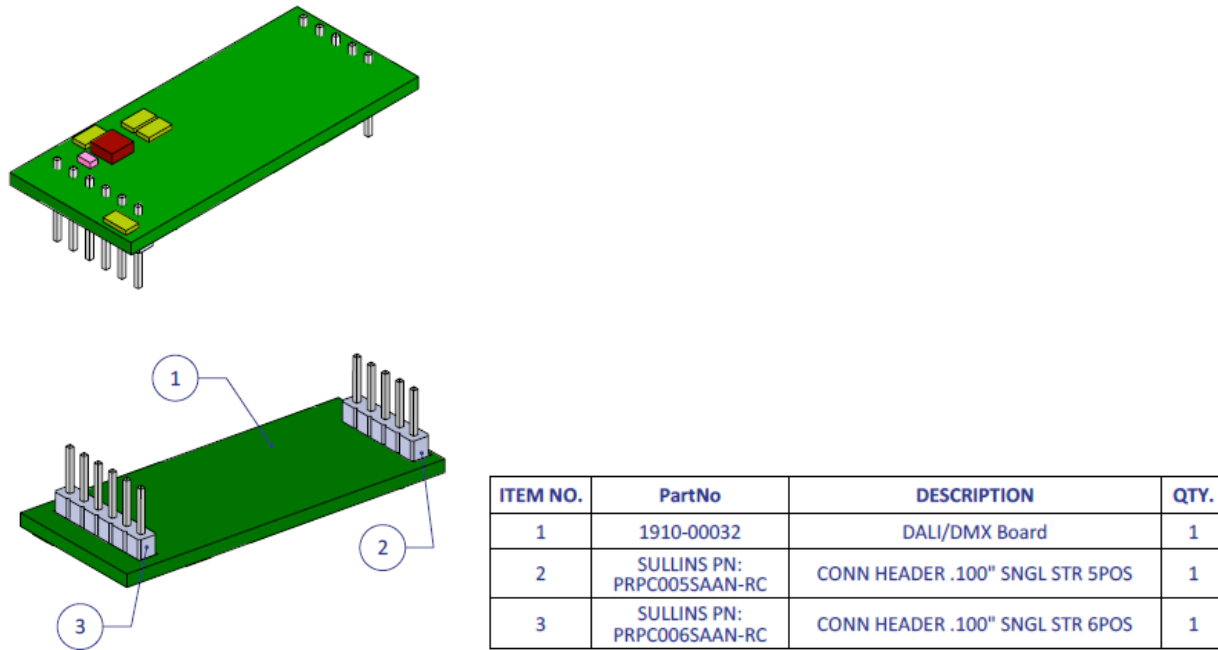 1
2
3
ITEM NO. PartNo DESCRIPTION QTY.
1 1910-00032 DALI/DMX Board 1
2 SULLINS PN: PRPC005SAAN-RC CONN HEADER .100" SNGL STR 5POS 1
3 SULLINS PN: PRPC006SAAN-RC CONN HEADER .100" SNGL STR 6POS 1